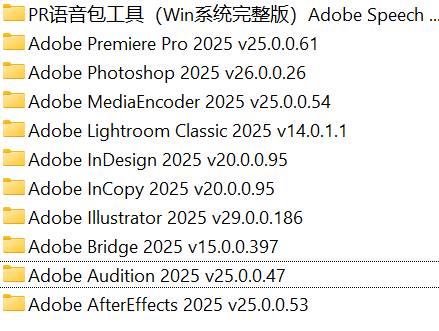 PR语音包工具（Win系统完整版）Adobe Speech ...
Adobe Premiere Pro 2025 v25.0.0.61
Adobe Photoshop 2025 v26.0.0.26
Adobe MediaEncoder 2025 v25.0.0.54
Adobe Lightroom Classic 2025 v14.0.1.1
Adobe InDesign 2025 v20.0.0.95
Adobe InCopy 2025 v20.0.0.95
Adobe Illustrator 2025 v29.0.0.186
Adobe Bridge 2025 v15.0.0.397
Adobe Audition 2025 v25.0.0.47
Adobe AfterEffects 2025 v25.0.0.53